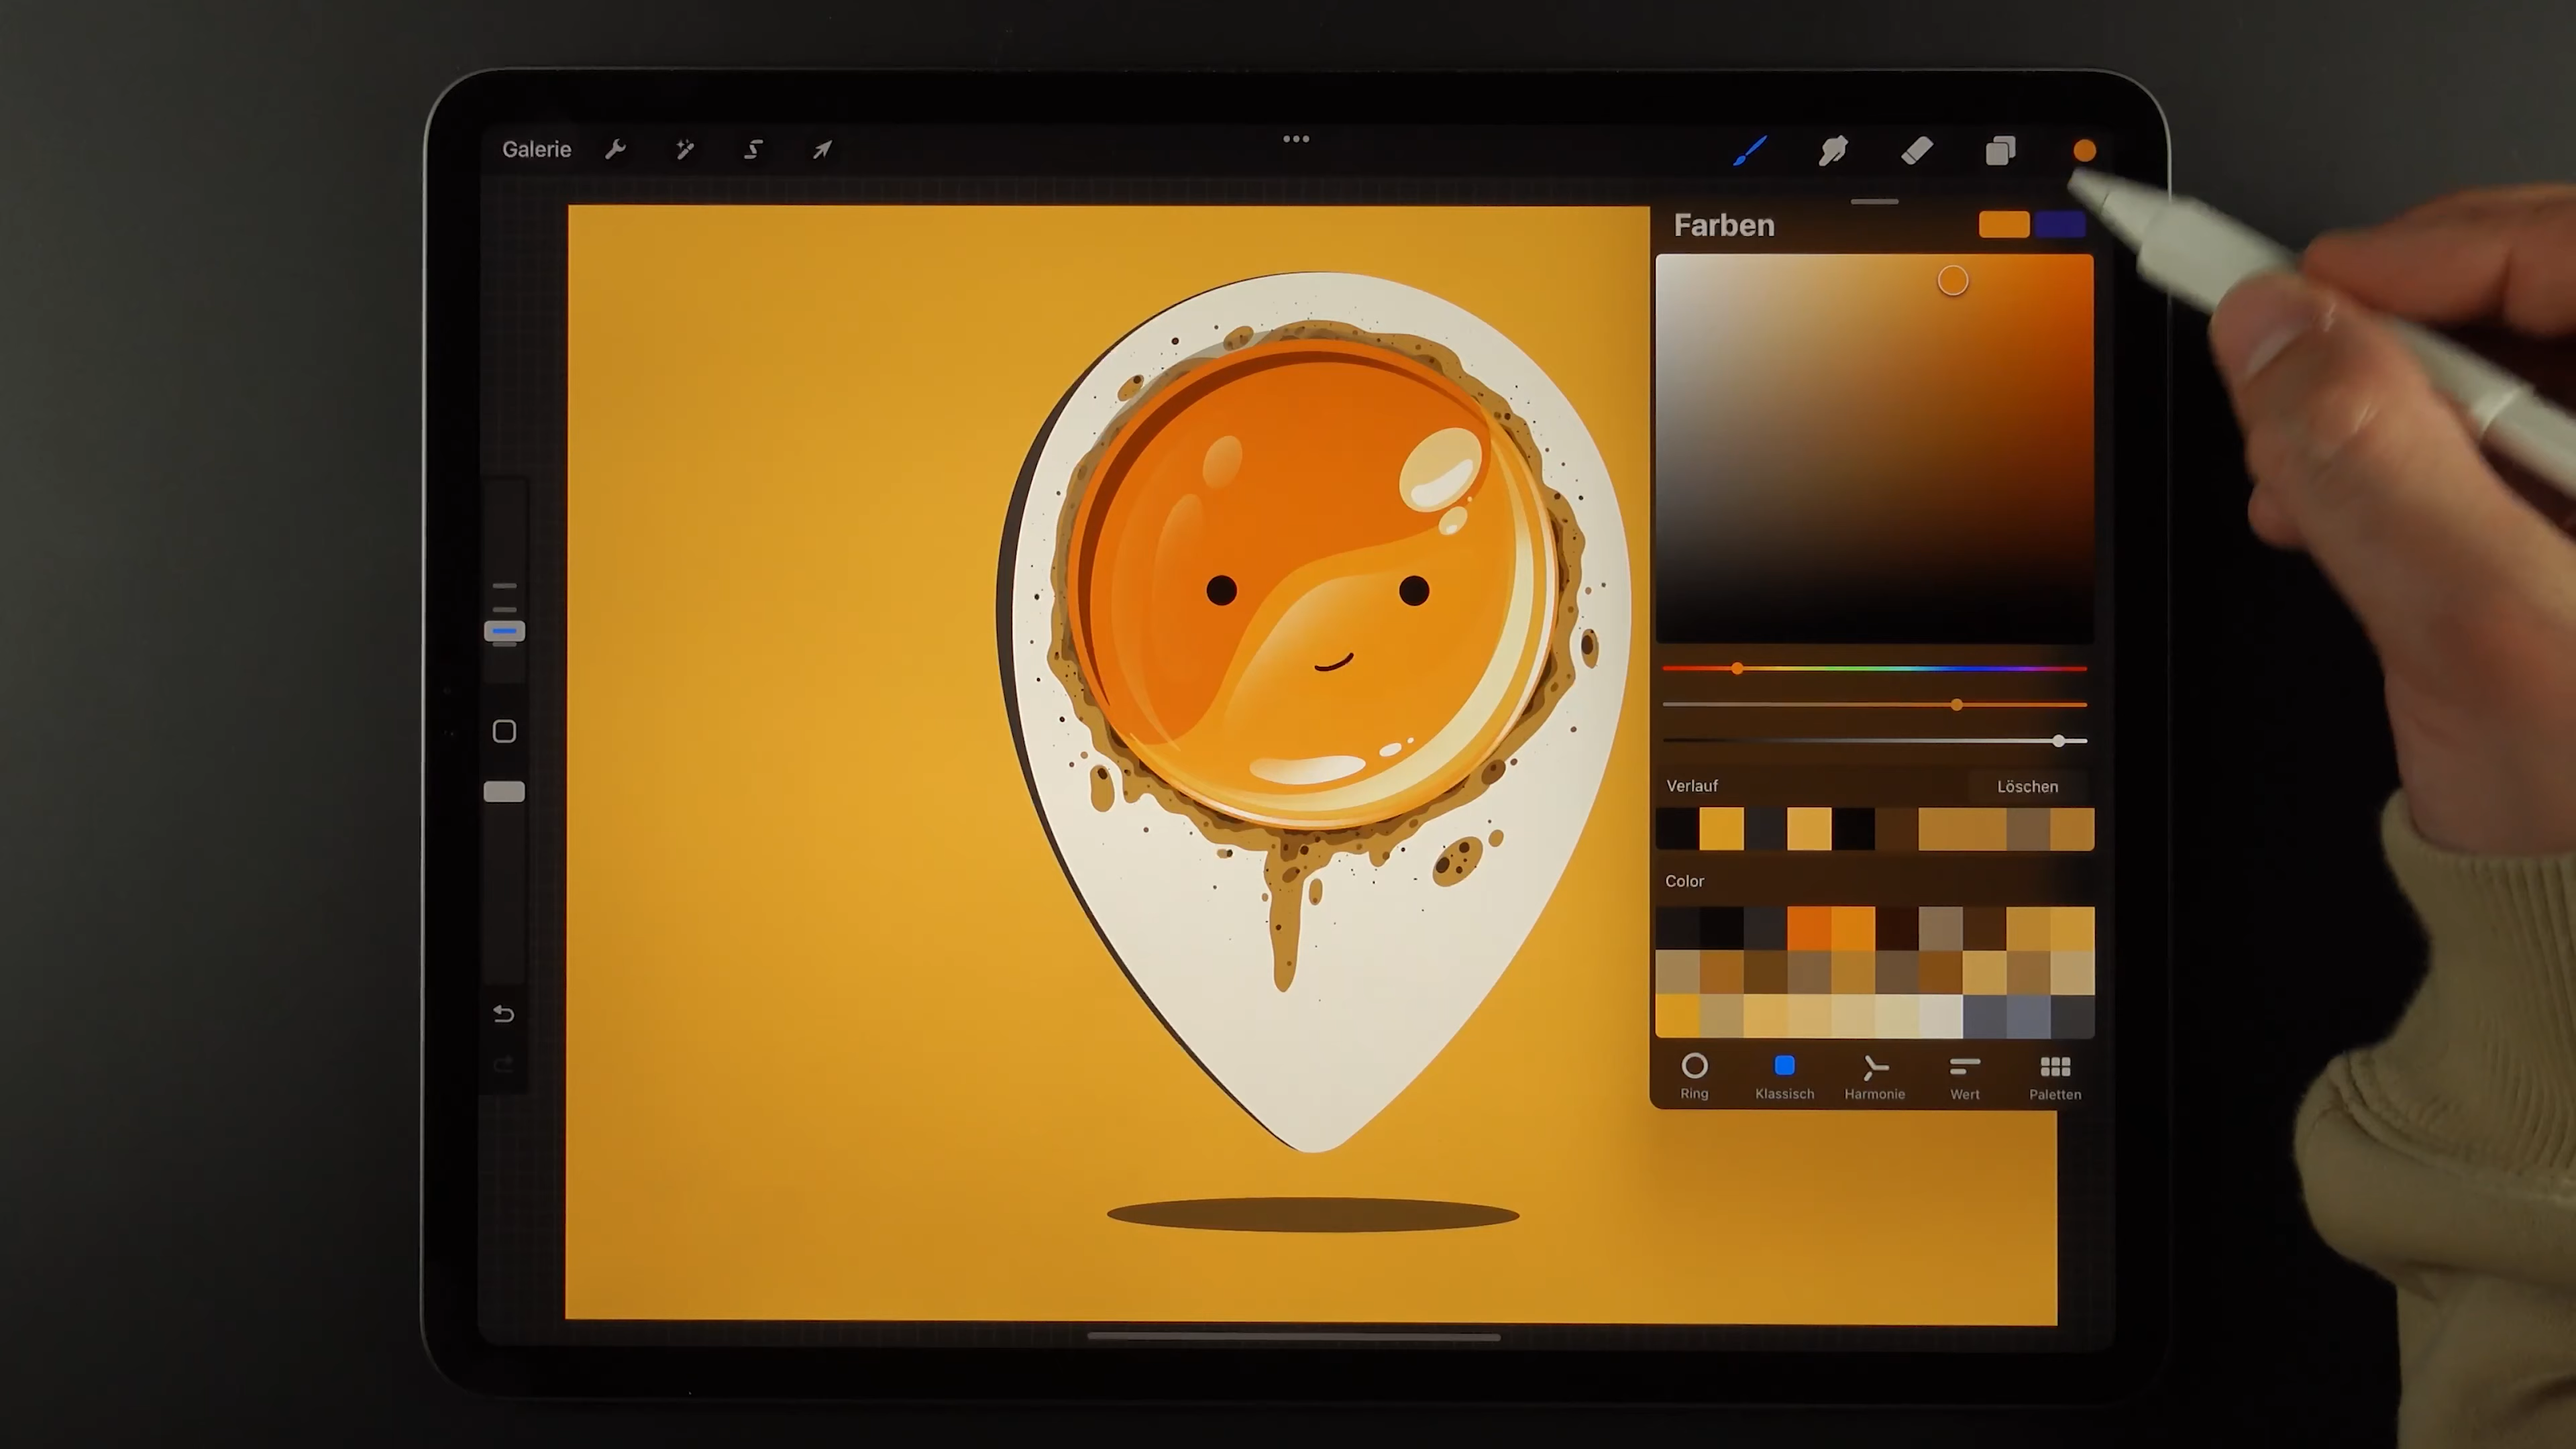 Galerie
Farben
Verlauf
Löschen
Color
Ring
Klassisch
Harmonie
Wert
Paletten